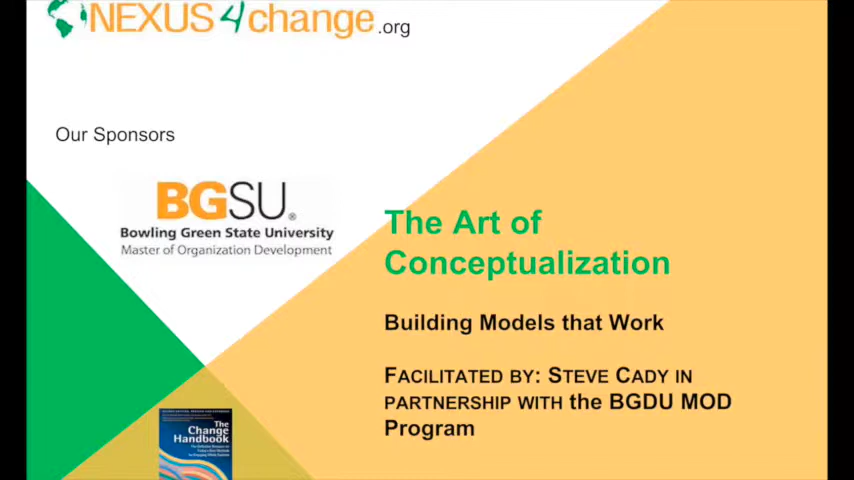 NEXUS4change.org
Our Sponsors
BGSU®
Bowling Green State University
Master of Organization Development
The Art of
Conceptualization
Building Models that Work
FACILITATED BY: STEVE CADY IN
PARTNERSHIP WITH the BGDU MOD
Program
The
Change
Handbook